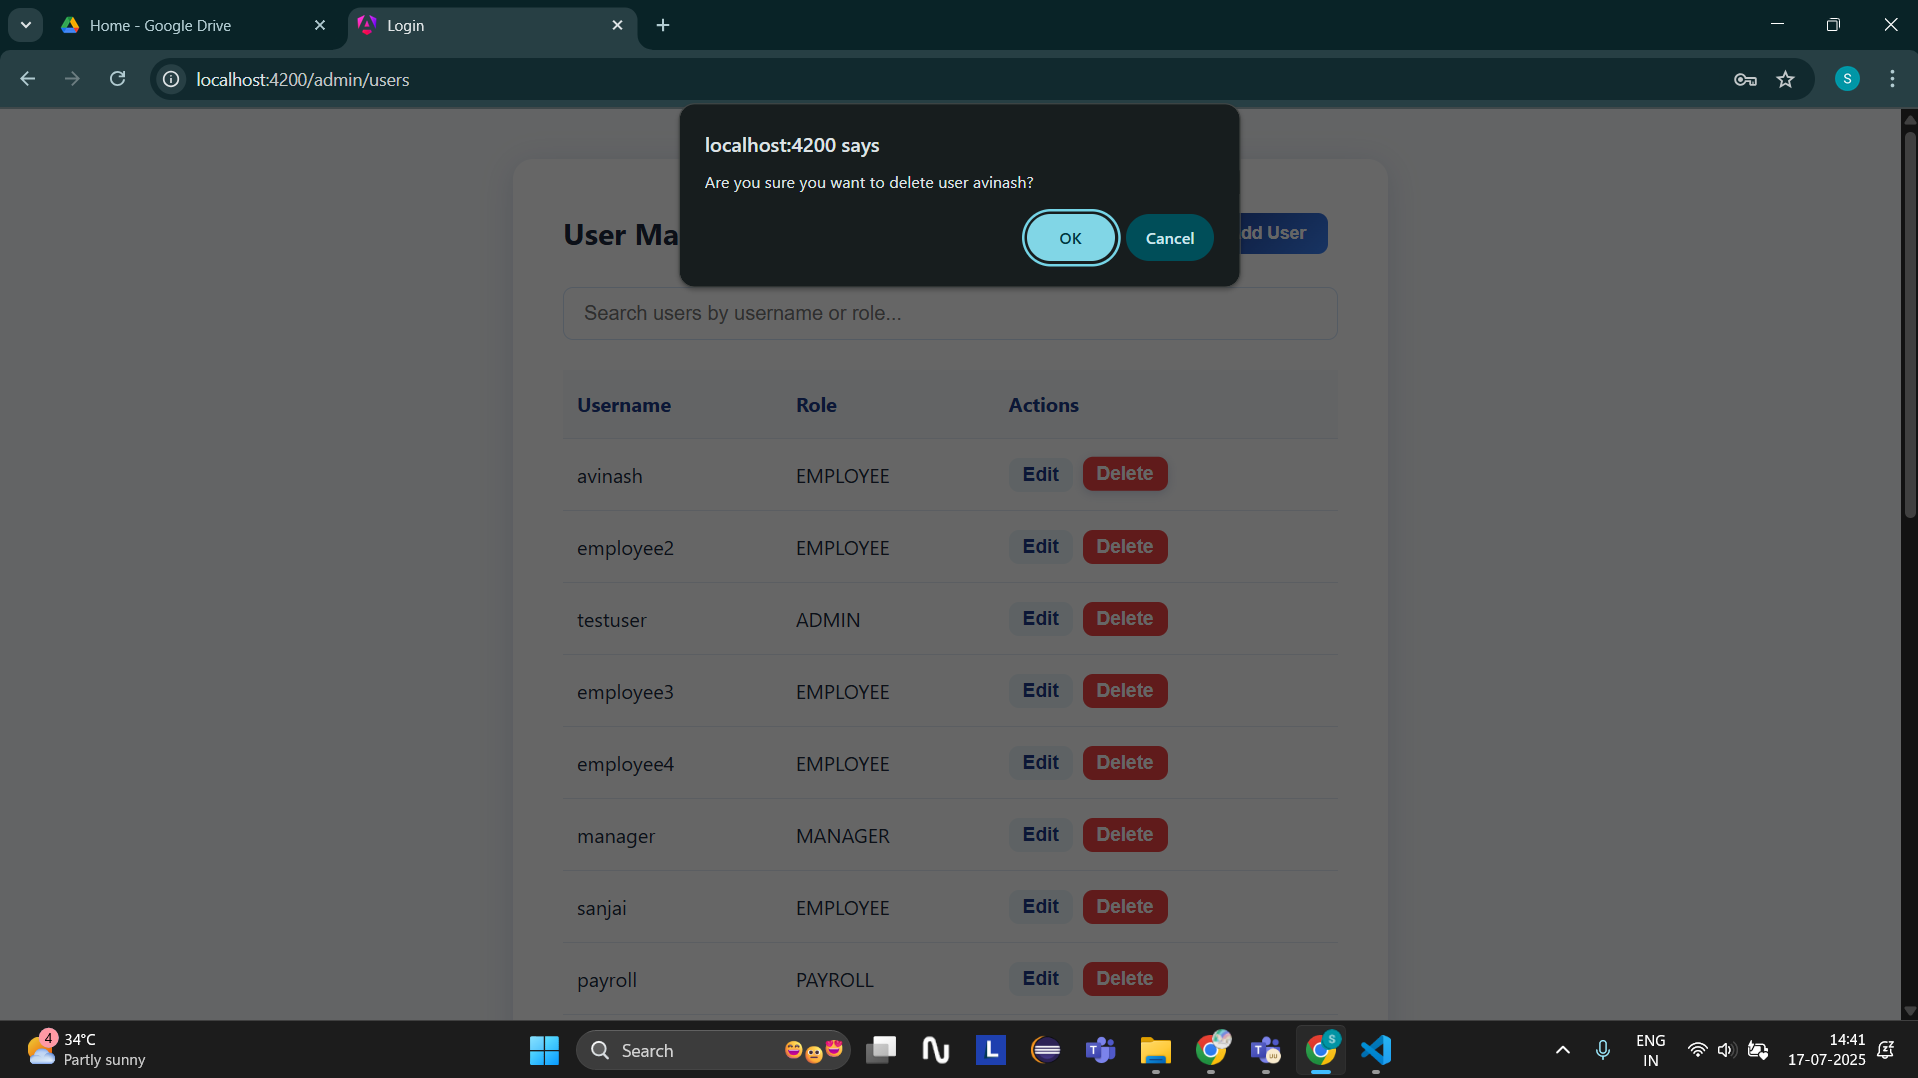 Home - Google Drive
Login
localhost:4200/admin/users
S
localhost:4200 says
Are you sure you want to delete user avinash?
OK
Cancel
User Ma
dd User
Search users by username or role...
Username Role Actions
avinash EMPLOYEE Edit Delete
employee2 EMPLOYEE Edit Delete
testuser ADMIN Edit Delete
employee3 EMPLOYEE Edit Delete
employee4 EMPLOYEE Edit Delete
manager MANAGER Edit Delete
sanjai EMPLOYEE Edit Delete
payroll PAYROLL Edit Delete
4
34°C
Partly sunny
Search
L
T
T
S
ENG
IN
14:41
17-07-2025